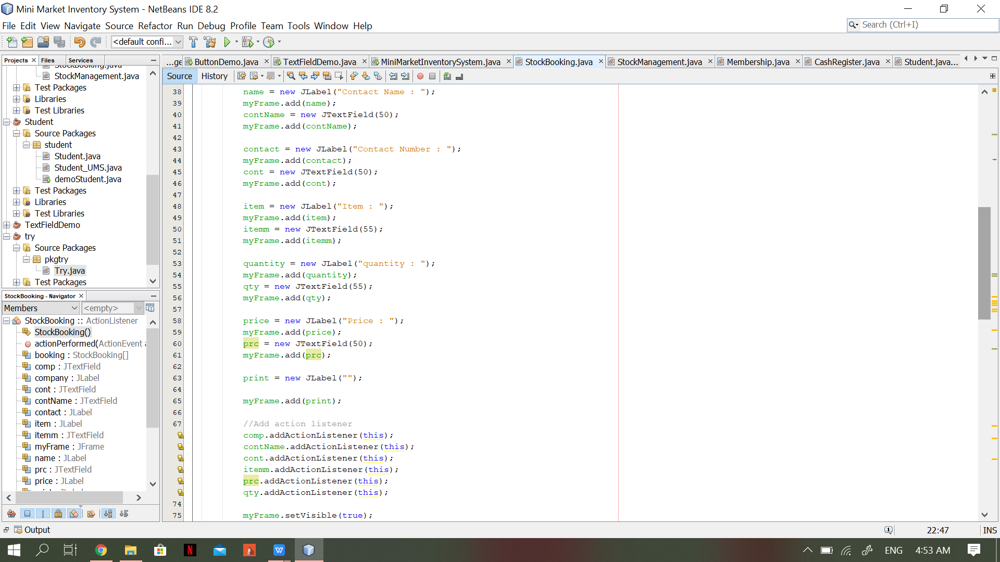 Mini Market Inventory System - NetBeans IDE 8.2
File Edit View Navigate Source Refactor Run Debug Profile Team Tools Window Help
Search (Ctrl+I)
<default confi...
Projects Files Services
...ge ButtonDemo.java TextFieldDemo.java MiniMarketInventorySystem.java StockBooking.java StockManagement.java Membership.java CashRegister.java Student.java...
Source History
StockBooking.java
StockManagement.java
Test Packages
Libraries
Test Libraries
Student
Source Packages
student
Student.java
Student_UMS.java
demoStudent.java
Test Packages
Libraries
Test Libraries
TextFieldDemo
try
Source Packages
pkgtry
Try.java
Test Packages
StockBooking - Navigator
Members <empty>
StockBooking :: ActionListener
StockBooking()
actionPerformed(ActionEvent
booking : StockBooking[]
comp : JTextField
company : JLabel
cont : JTextField
contName : JTextField
contact : JLabel
item : JLabel
itemm : JTextField
myFrame : JFrame
name : JLabel
prc : JTextField
price : JLabel
38 name = new JLabel("Contact Name : ");
39 myFrame.add(name);
40 contName = new JTextField(50);
41 myFrame.add(contName);
42
43 contact = new JLabel("Contact Number : ");
44 myFrame.add(contact);
45 cont = new JTextField(50);
46 myFrame.add(cont);
47
48 item = new JLabel("Item : ");
49 myFrame.add(item);
50 itemm = new JTextField(55);
51 myFrame.add(itemm);
52
53 quantity = new JLabel("quantity : ");
54 myFrame.add(quantity);
55 qty = new JTextField(55);
56 myFrame.add(qty);
57
58 price = new JLabel("Price : ");
59 myFrame.add(price);
60 prc = new JTextField(50);
61 myFrame.add(prc);
62
63 print = new JLabel("");
64
65 myFrame.add(print);
66
67 //Add action listener
comp.addActionListener(this);
contName.addActionListener(this);
cont.addActionListener(this);
itemm.addActionListener(this);
prc.addActionListener(this);
qty.addActionListener(this);
74
75 myFrame.setVisible(true);
Output
22:47 INS
ENG 4:53 AM